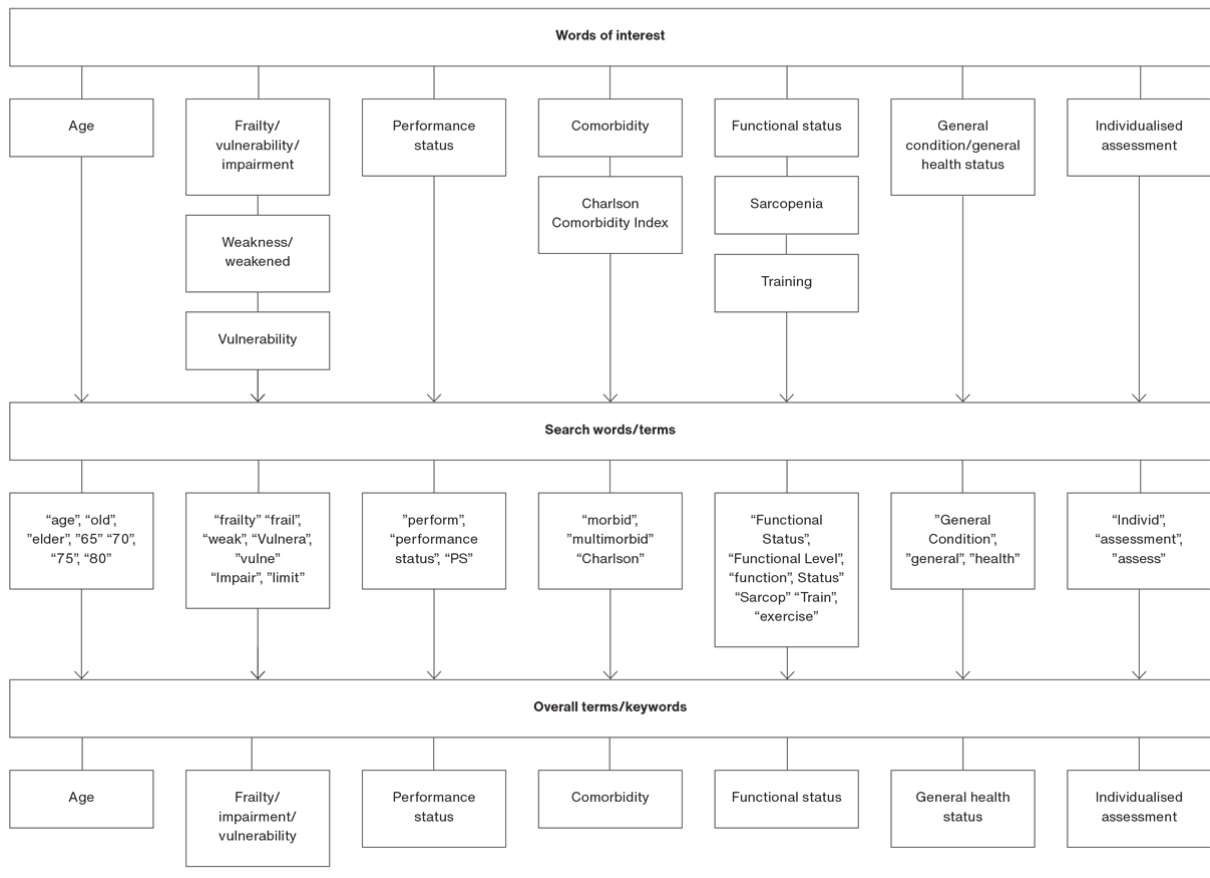 Words of interest
Age
Frailty/
vulnerability/
impairment
Performance
status
Comorbidity
Functional status
General
condition/general
health status
Individualised
assessment
Charlson
Comorbidity Index
Sarcopenia
Weakness/
weakened
Training
Vulnerability
Search words/terms
“age”, “old”,
”elder”, ”65” “70”,
“75”, “80”
“frailty” “frail”,
“weak”, “Vulnera”,
”vulne”
“Impair”, ”limit”
”perform”,
“performance
status”, “PS”
“morbid”,
”multimorbid”
“Charlson”
“Functional
Status”,
“Functional Level”,
“function”, Status”
“Sarcop” “Train”,
“exercise”
”General
Condition”,
”general”, ”health”
“Individ”,
“assessment”,
”assess”
Overall terms/keywords
Age
Frailty/
impairment/
vulnerability
Performance
status
Comorbidity
Functional status
General health
status
Individualised
assessment